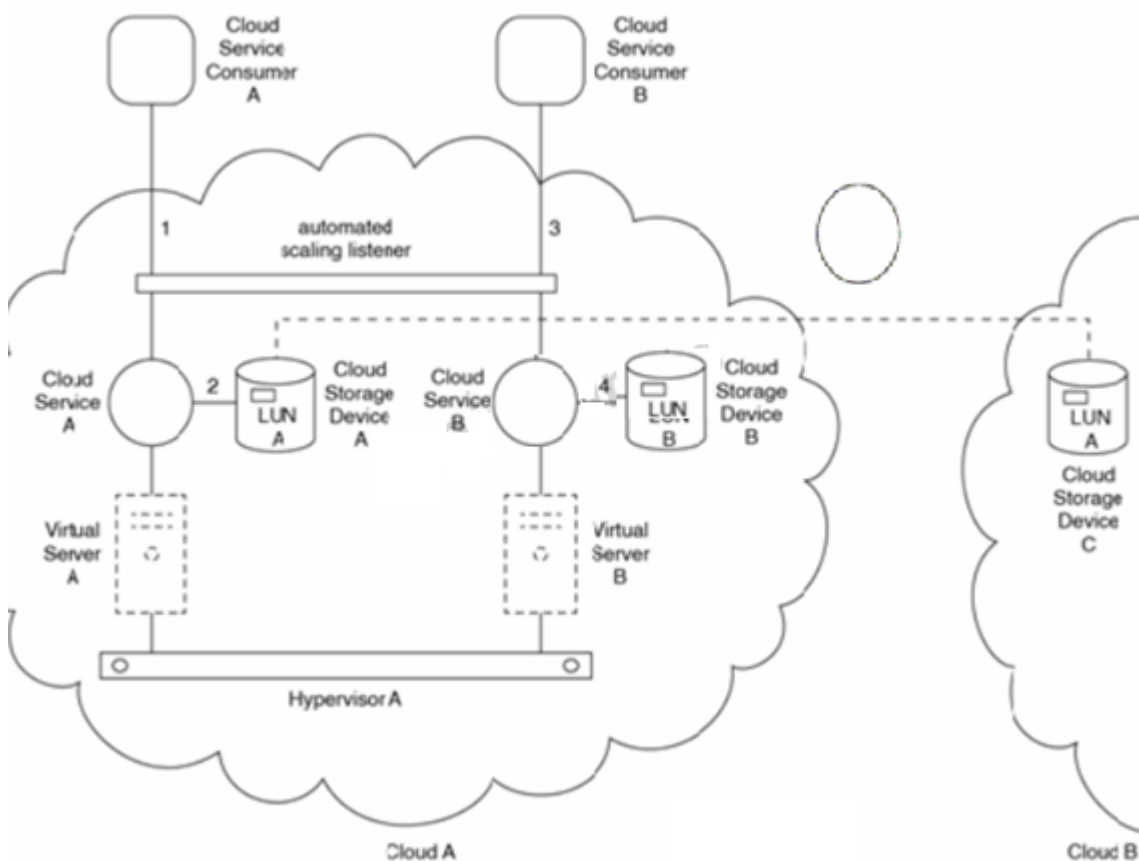 Cloud
Service
Consumer
A
Cloud
Service
Consumer
B
1
automated
scaling listener
3
Cloud
Service
A
2
LUN
A
Cloud
Storage
Device
A
Cloud
Service
B
4
LUN
B
Cloud
Storage
Device
B
LUN
A
Cloud
Storage
Device
C
Virtual
Server
A
Virtual
Server
B
Hypervisor A
Cloud A
Cloud B